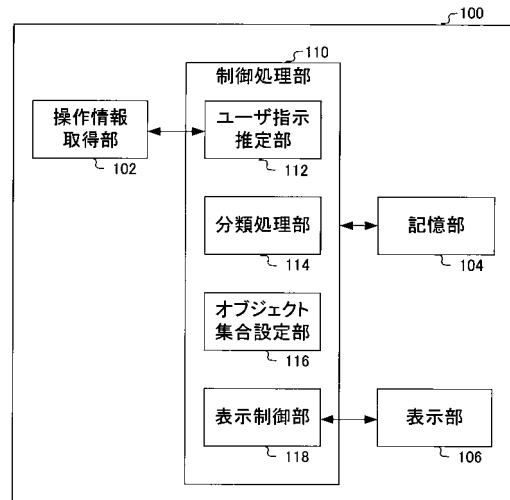 100
110
制御処理部
操作情報
取得部
102
ユーザ指示
推定部
112
分類処理部
114
記憶部
104
オブジェクト
集合設定部
116
表示制御部
118
表示部
106